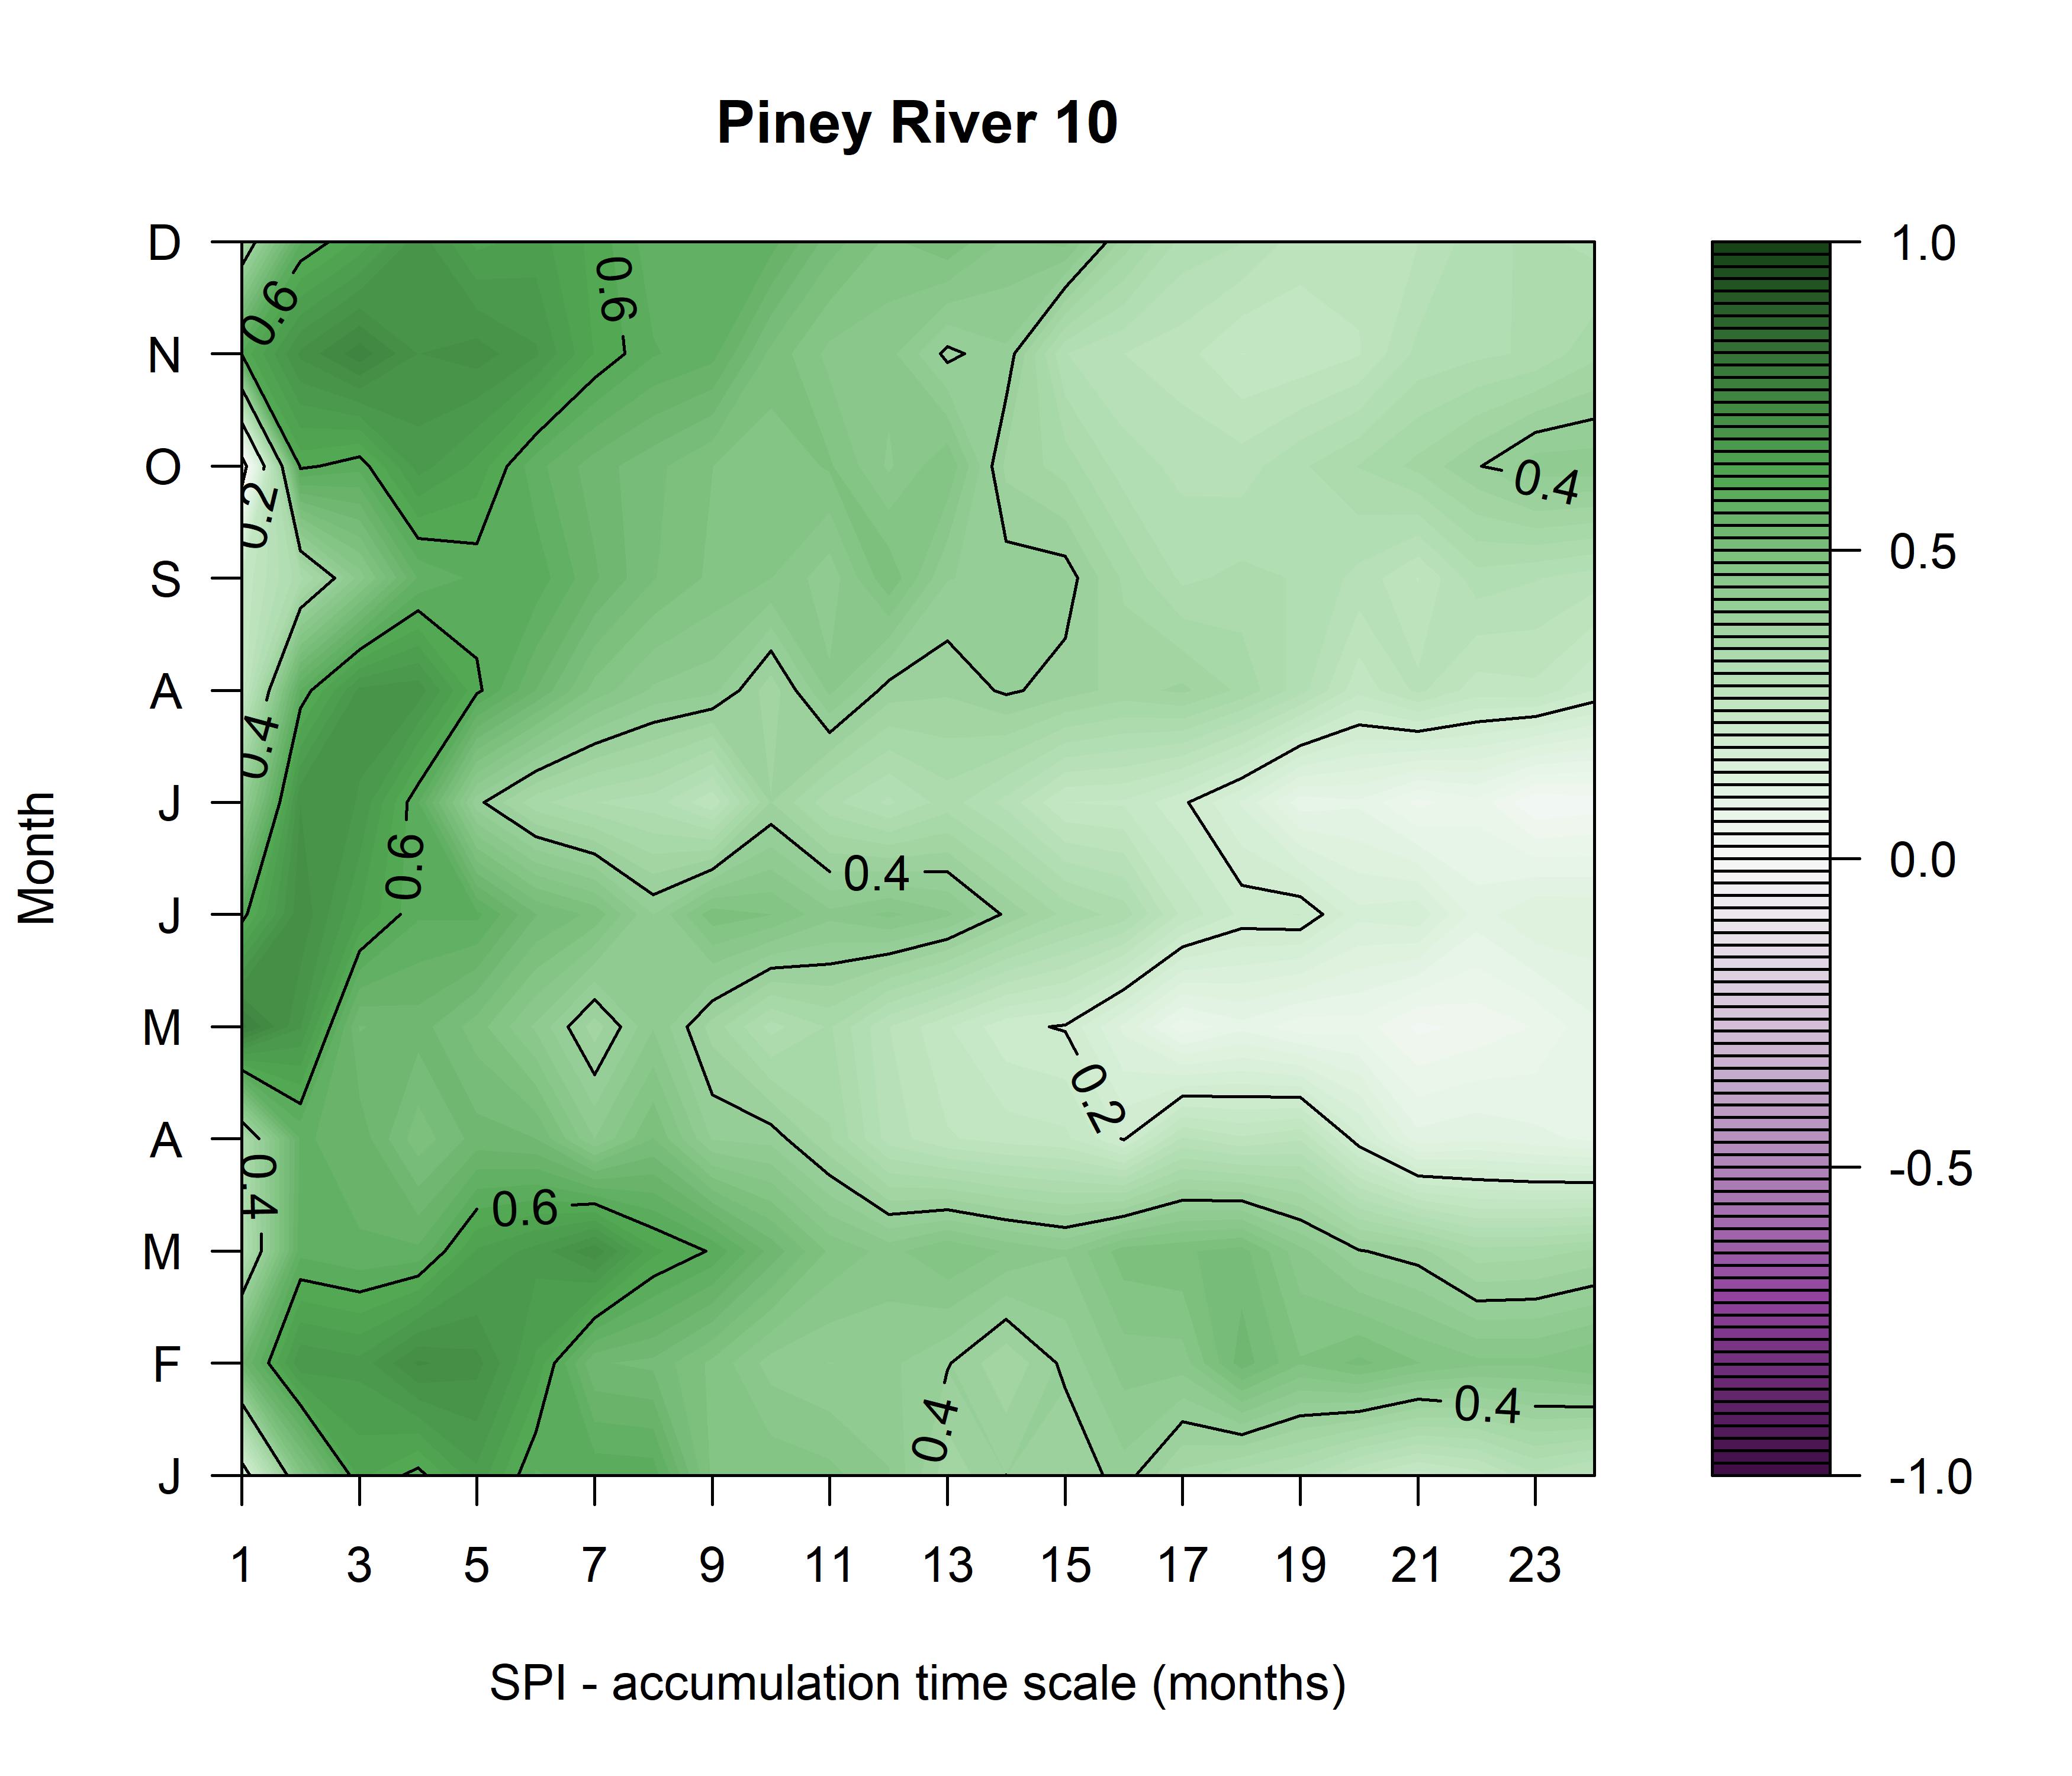 Piney River 10
Month
D
N
O
S
A
J
J
M
A
M
F
J
0.6
0.6
0.2
0.4
0.4
0.4
0.6
0.2
0.4
0.6
0.4
0.4
1 3 5 7 9 11 13 15 17 19 21 23
SPI - accumulation time scale (months)
1.0
0.5
0.0
-0.5
-1.0